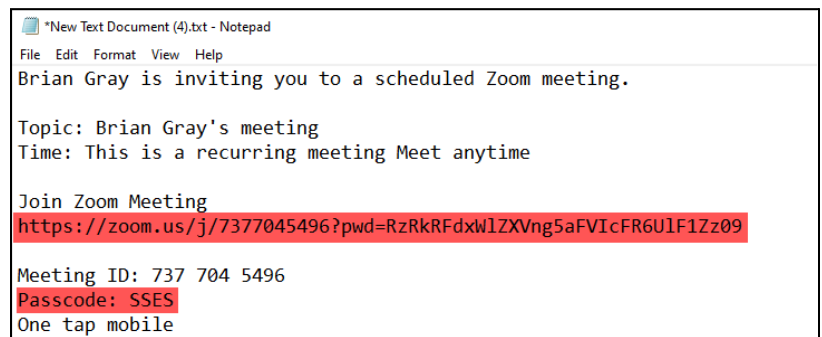 *New Text Document (4).txt - Notepad
File Edit Format View Help
Brian Gray is inviting you to a scheduled Zoom meeting.
Topic: Brian Gray's meeting
Time: This is a recurring meeting Meet anytime
Join Zoom Meeting
https://zoom.us/j/7377045496?pwd=RzRkRFdxWlZXVng5aFVIcFR6UlF1Zz09
Meeting ID: 737 704 5496
Passcode: SSES
One tap mobile